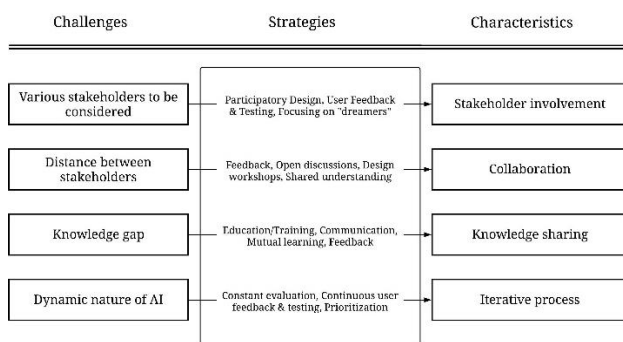 Challenges Strategies Characteristics
Various stakeholders to be
considered
Participatory Design, User Feedback
& Testing, Focusing on "dreamers"
Stakeholder involvement
Distance between
stakeholders
Feedback, Open discussions, Design
workshops, Shared understanding
Collaboration
Knowledge gap
Education/Training, Communication,
Mutual learning, Feedback
Knowledge sharing
Dynamic nature of AI
Constant evaluation, Continuous user
feedback & testing, Prioritization
Iterative process